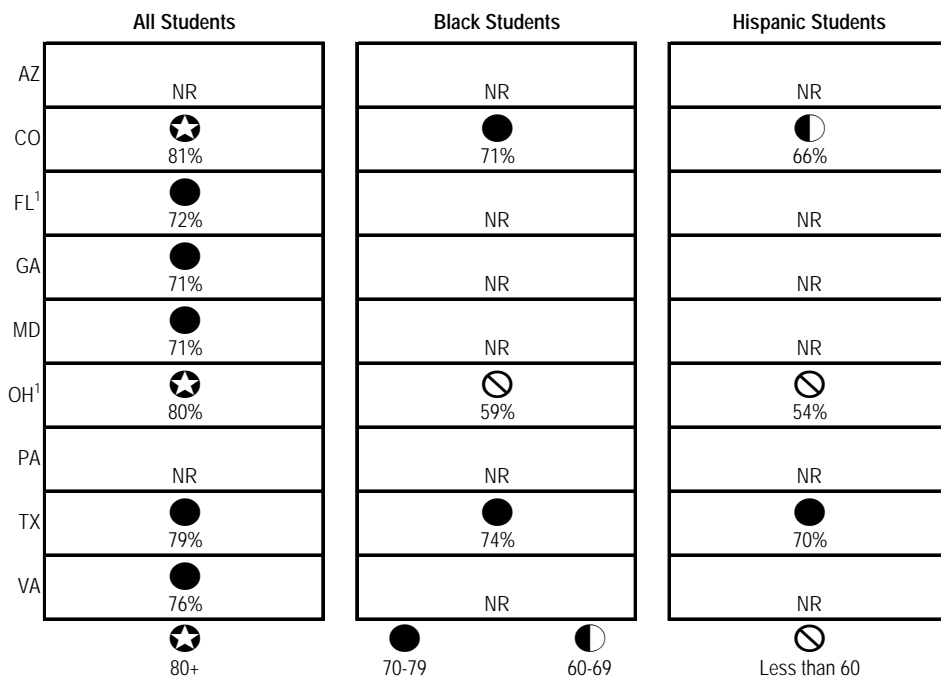 All Students Black Students Hispanic Students
AZ NR NR NR
CO 81% 71% 66%
FL¹ 72% NR NR
GA 71% NR NR
MD 71% NR NR
OH¹ 80% 59% 54%
PA NR NR NR
TX 79% 74% 70%
VA 76% NR NR
80+ 70-79 60-69 Less than 60